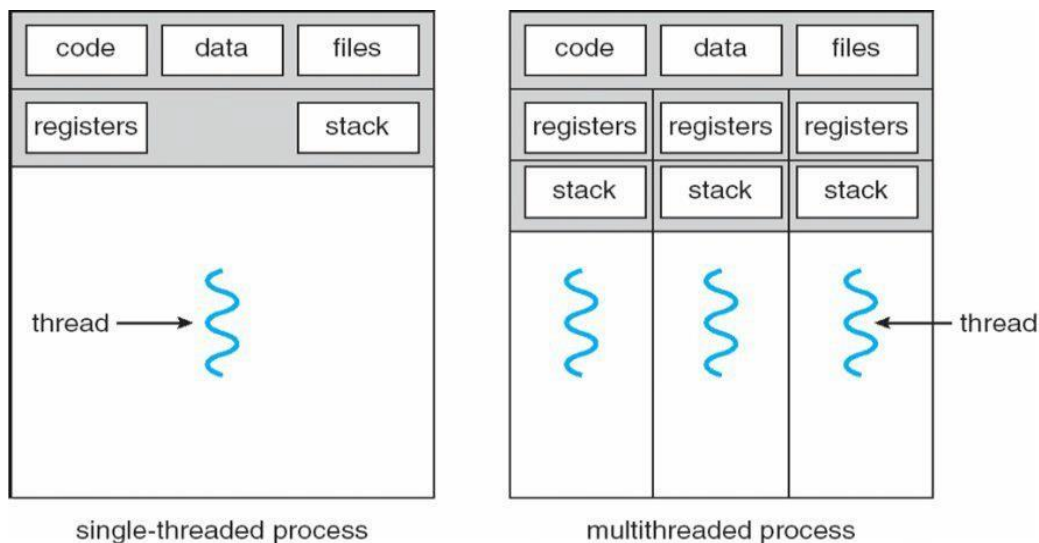 code data files
registers stack
thread
single-threaded process
code data files
registers registers registers
stack stack stack
thread
multithreaded process